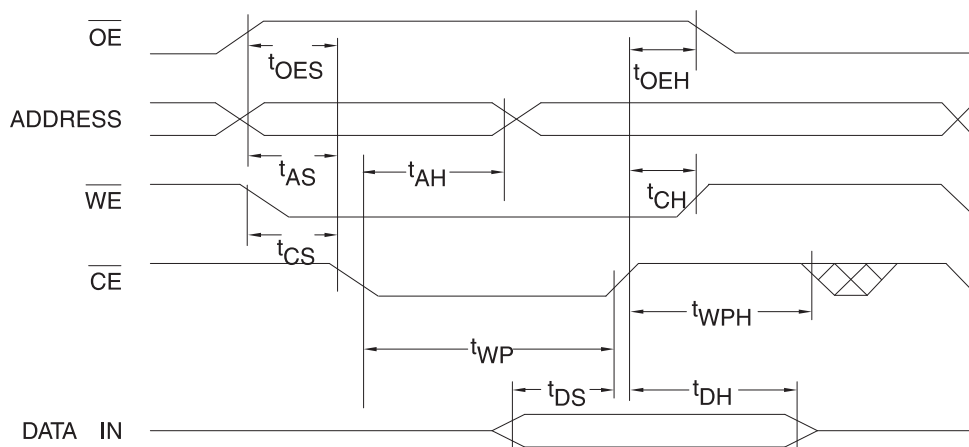 OE
tOES
tOEH
ADDRESS
tAS
tAH
tCH
WE
tCS
CE
tWPH
tWP
tDS
tDH
DATA IN